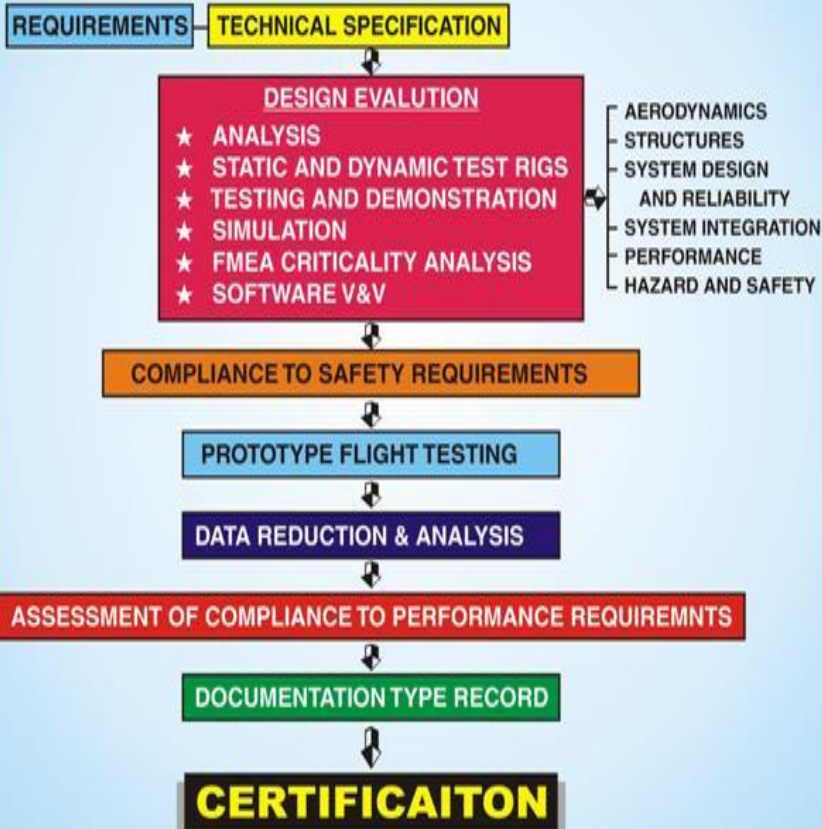 REQUIREMENTS
TECHNICAL SPECIFICATION
DESIGN EVALUTION
★ ANALYSIS
★ STATIC AND DYNAMIC TEST RIGS
★ TESTING AND DEMONSTRATION
★ SIMULATION
★ FMEA CRITICALITY ANALYSIS
★ SOFTWARE V&V
AERODYNAMICS
STRUCTURES
SYSTEM DESIGN
AND RELIABILITY
SYSTEM INTEGRATION
PERFORMANCE
HAZARD AND SAFETY
COMPLIANCE TO SAFETY REQUIREMENTS
PROTOTYPE FLIGHT TESTING
DATA REDUCTION & ANALYSIS
ASSESSMENT OF COMPLIANCE TO PERFORMANCE REQUIREMNTS
DOCUMENTATION TYPE RECORD
CERTIFICAITON